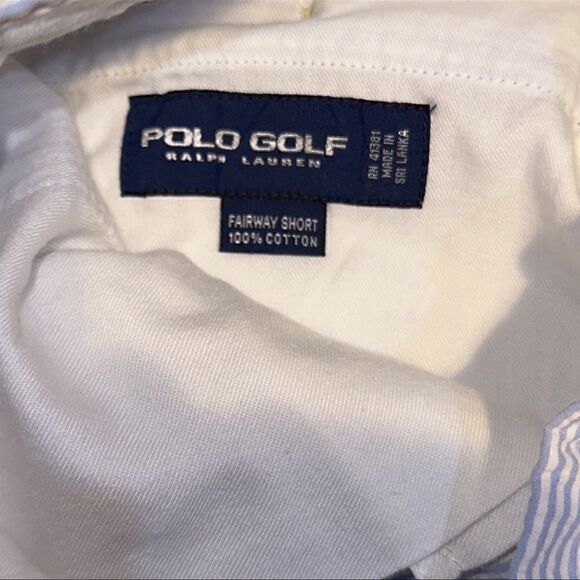 POLO GOLF
RALPH LAUREN
RN 41381
MADE IN
SRI LANKA
FAIRWAY SHORT
100% COTTON